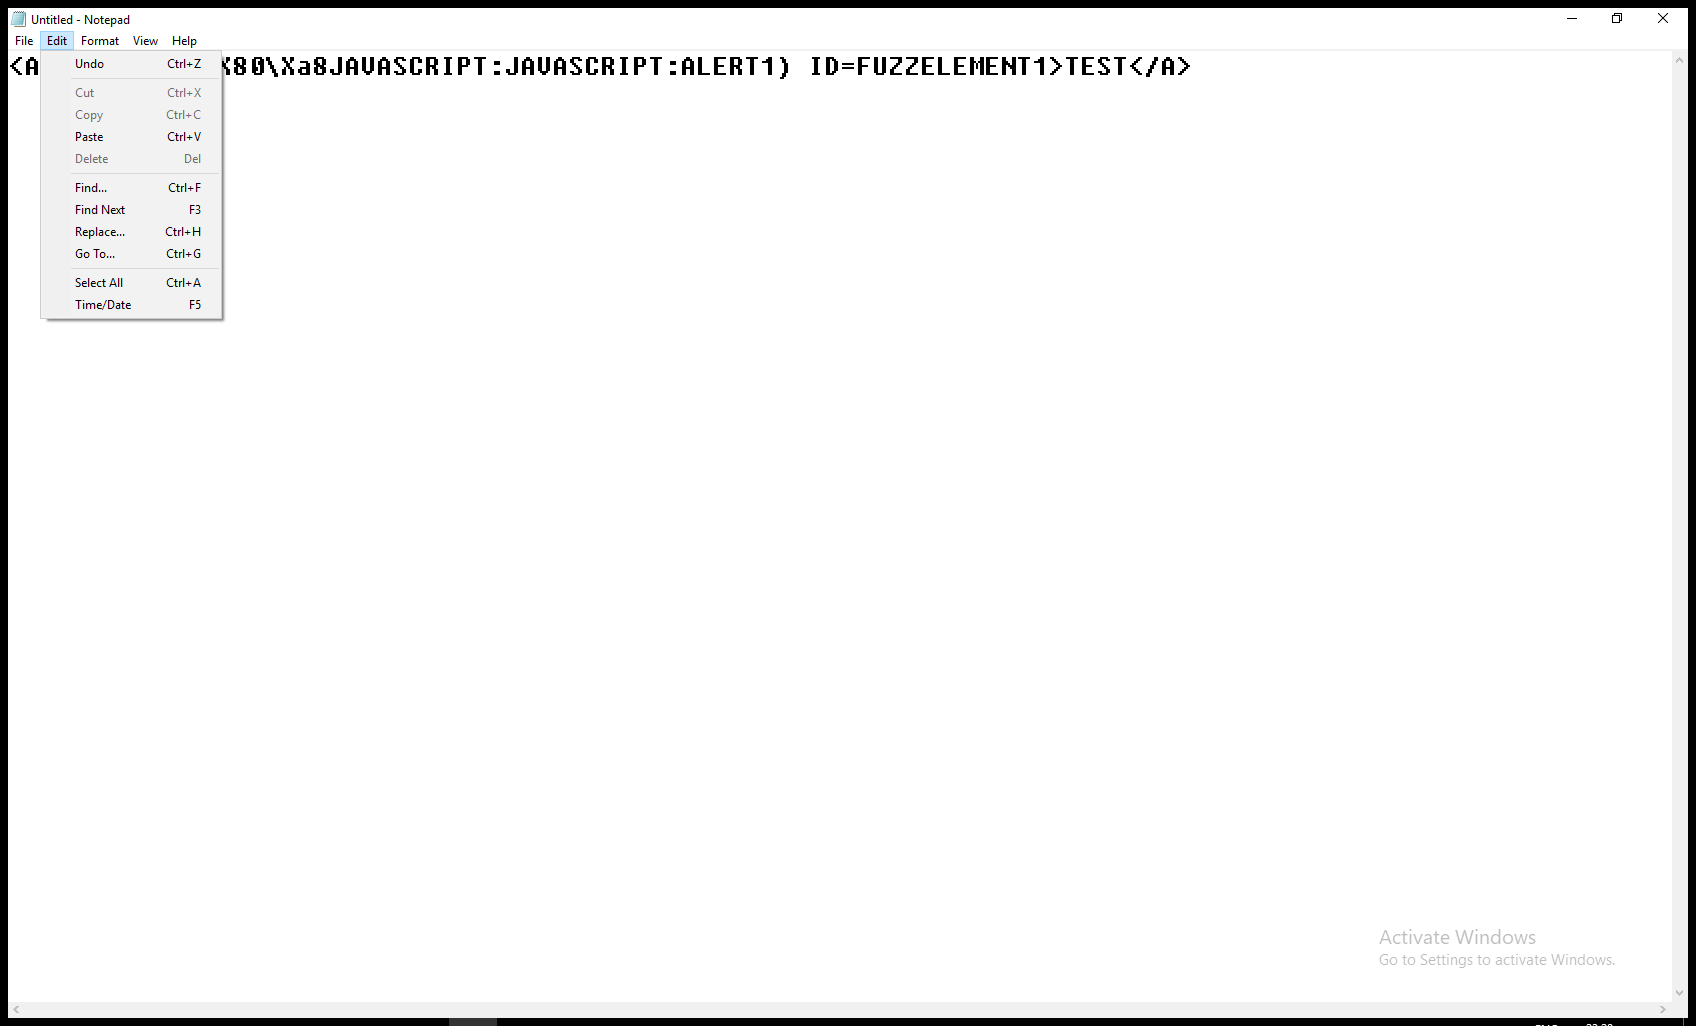 Untitled - Notepad
File Edit Format View Help
<A X80\Xa8JAVASCRIPT:JAVASCRIPT:ALERT1) ID=FUZZELEMENT1>TEST</A>
Undo Ctrl+Z
Cut Ctrl+X
Copy Ctrl+C
Paste Ctrl+V
Delete Del
Find... Ctrl+F
Find Next F3
Replace... Ctrl+H
Go To... Ctrl+G
Select All Ctrl+A
Time/Date F5
Activate Windows
Go to Settings to activate Windows.